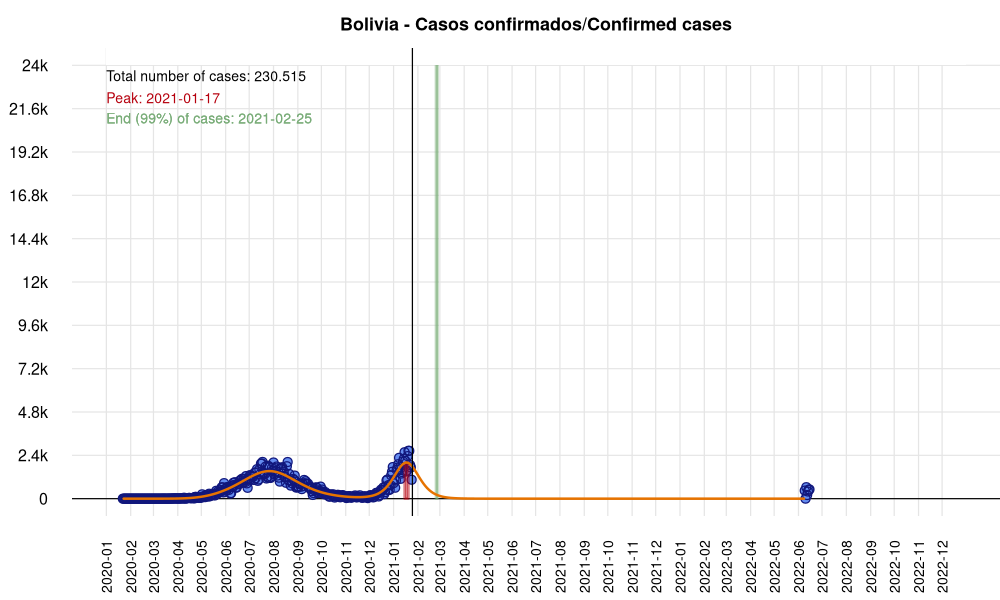 Bolivia - Casos confirmados/Confirmed cases
Total number of cases: 230.515
Peak: 2021-01-17
End (99%) of cases: 2021-02-25
24k
21.6k
19.2k
16.8k
14.4k
12k
9.6k
7.2k
4.8k
2.4k
0
2020-01
2020-02
2020-03
2020-04
2020-05
2020-06
2020-07
2020-08
2020-09
2020-10
2020-11
2020-12
2021-01
2021-02
2021-03
2021-04
2021-05
2021-06
2021-07
2021-08
2021-09
2021-10
2021-11
2021-12
2022-01
2022-02
2022-03
2022-04
2022-05
2022-06
2022-07
2022-08
2022-09
2022-10
2022-11
2022-12